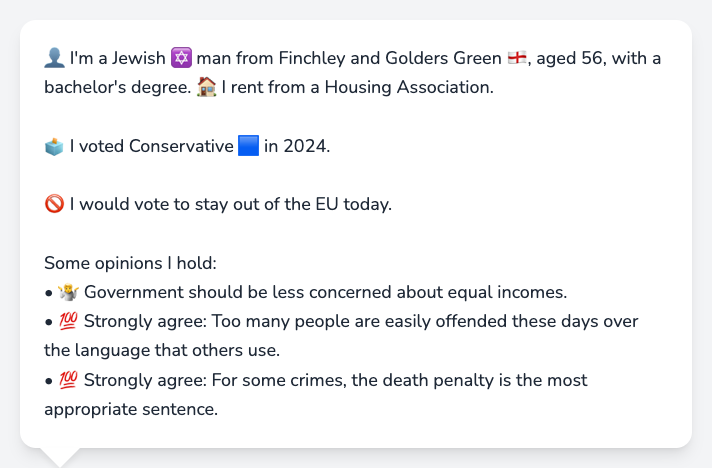 👤 I'm a Jewish ✡️ man from Finchley and Golders Green 🏴󠁧󠁢󠁥󠁮󠁧󠁿, aged 56, with a
bachelor's degree. 🏠 I rent from a Housing Association.
🗳️ I voted Conservative 🟦 in 2024.
🚫 I would vote to stay out of the EU today.
Some opinions I hold:
• 🤷 Government should be less concerned about equal incomes.
• 💯 Strongly agree: Too many people are easily offended these days over
the language that others use.
• 💯 Strongly agree: For some crimes, the death penalty is the most
appropriate sentence.